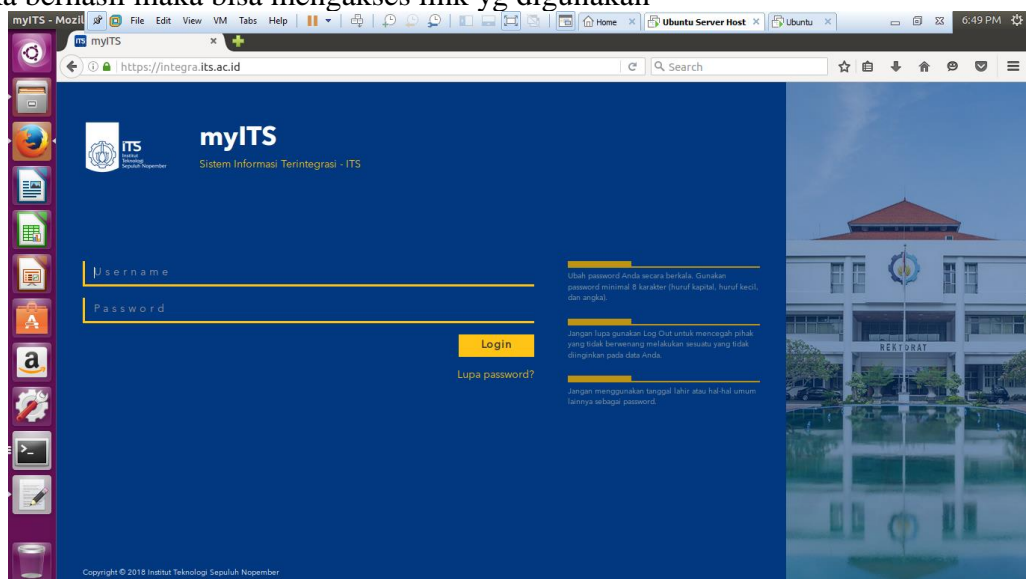 berhasil maka bisa mengakses link yg digunakan
myITS - Mozil File Edit View VM Tabs Help Home Ubuntu Server Host Ubuntu 6:49 PM
ITS myITS
https://integra.its.ac.id Search
ITS
Institut
Teknologi
Sepuluh Nopember
myITS
Sistem Informasi Terintegrasi - ITS
Username
Password
Login
Lupa password?
Ubah password Anda secara berkala. Gunakan
password minimal 8 karakter (huruf kapital, huruf kecil,
dan angka).
Jangan lupa gunakan Log Out untuk mencegah pihak
yang tidak berwenang melakukan sesuatu yang tidak
diinginkan pada data Anda.
Jangan menggunakan tanggal lahir atau hal-hal umum
lainnya sebagai password.
REKTORAT
Copyright © 2018 Institut Teknologi Sepuluh Nopember